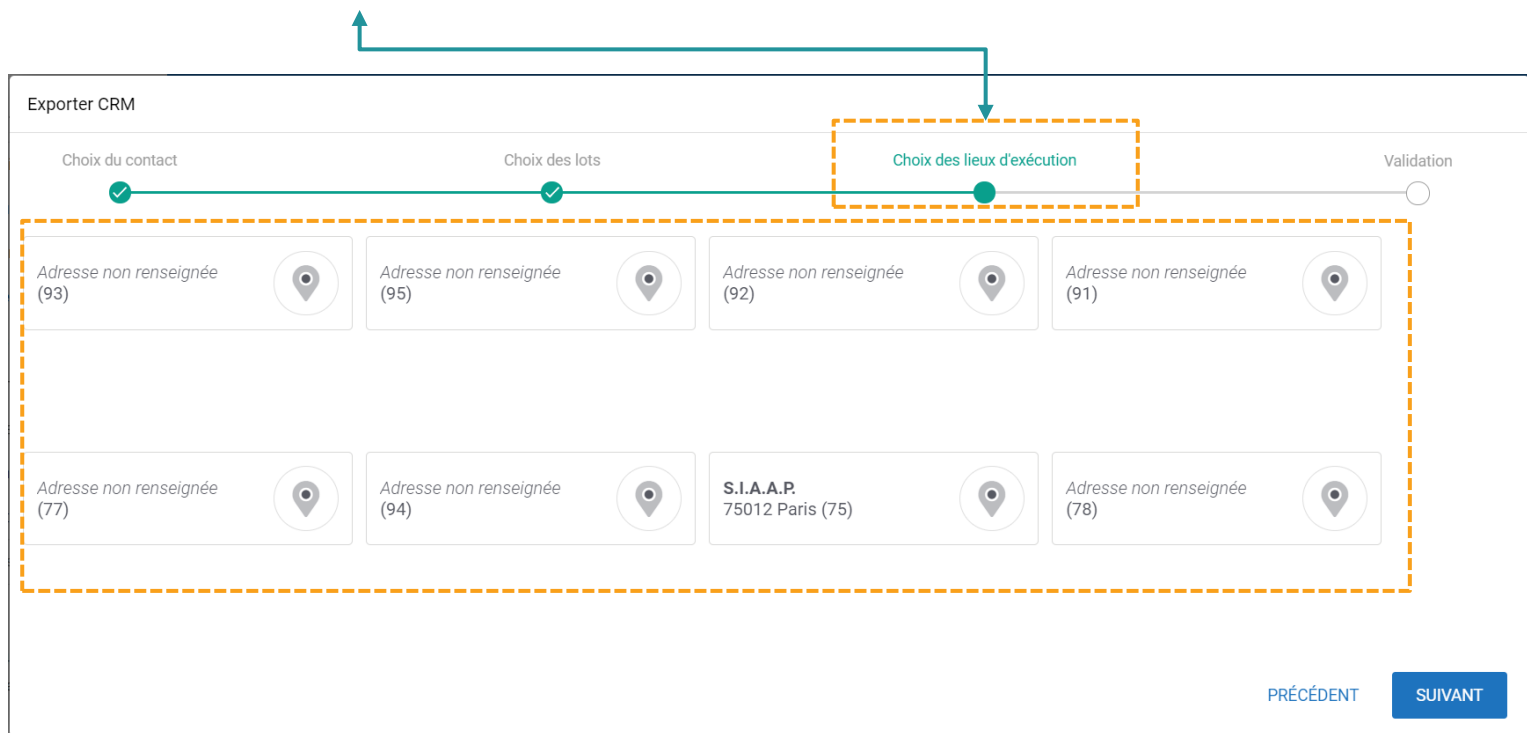 Exporter CRM
Choix du contact
Choix des lots
Choix des lieux d'exécution
Validation
Adresse non renseignée
(93)
Adresse non renseignée
(95)
Adresse non renseignée
(92)
Adresse non renseignée
(91)
Adresse non renseignée
(77)
Adresse non renseignée
(94)
S.I.A.A.P.
75012 Paris (75)
Adresse non renseignée
(78)
PRÉCÉDENT
SUIVANT